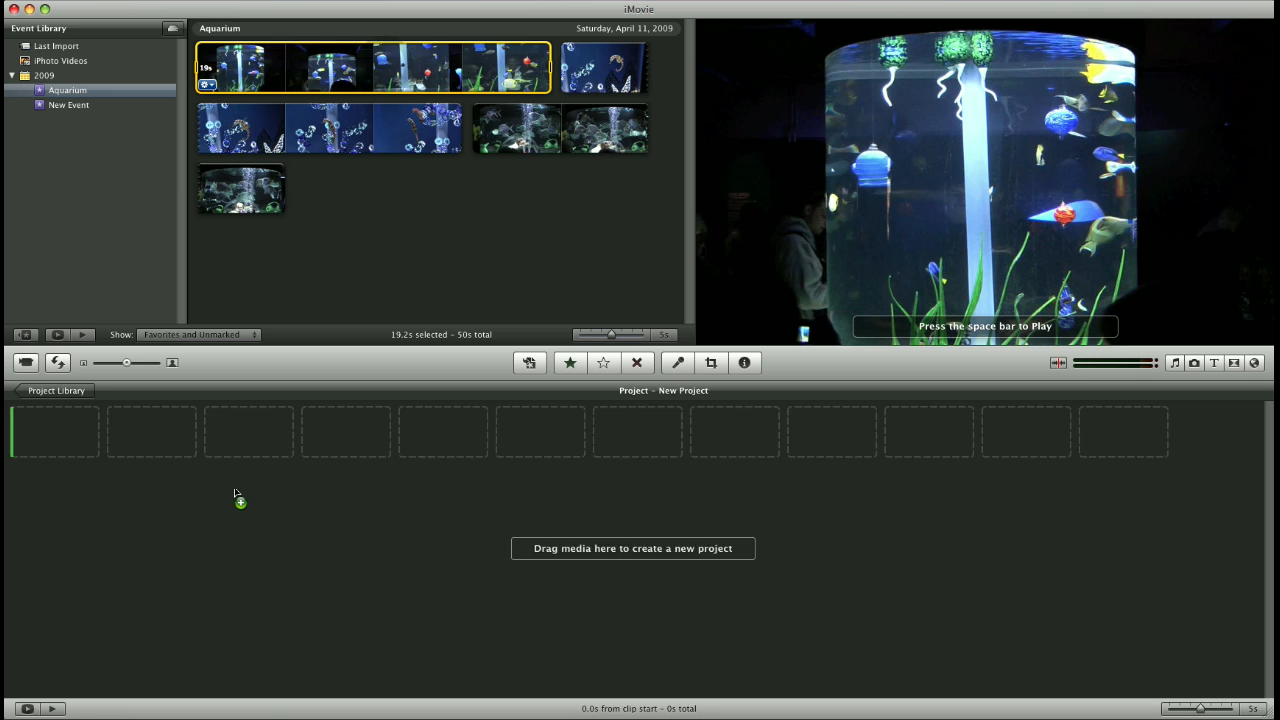 iMovie
Event Library
Aquarium
Saturday, April 11, 2009
Last Import
iPhoto Videos
2009
Aquarium
New Event
19s
Press the space bar to Play
Show: Favorites and Unmarked
19.2s selected – 50s total
5s
Project Library
Project – New Project
Drag media here to create a new project
0.0s from clip start – 0s total
5s